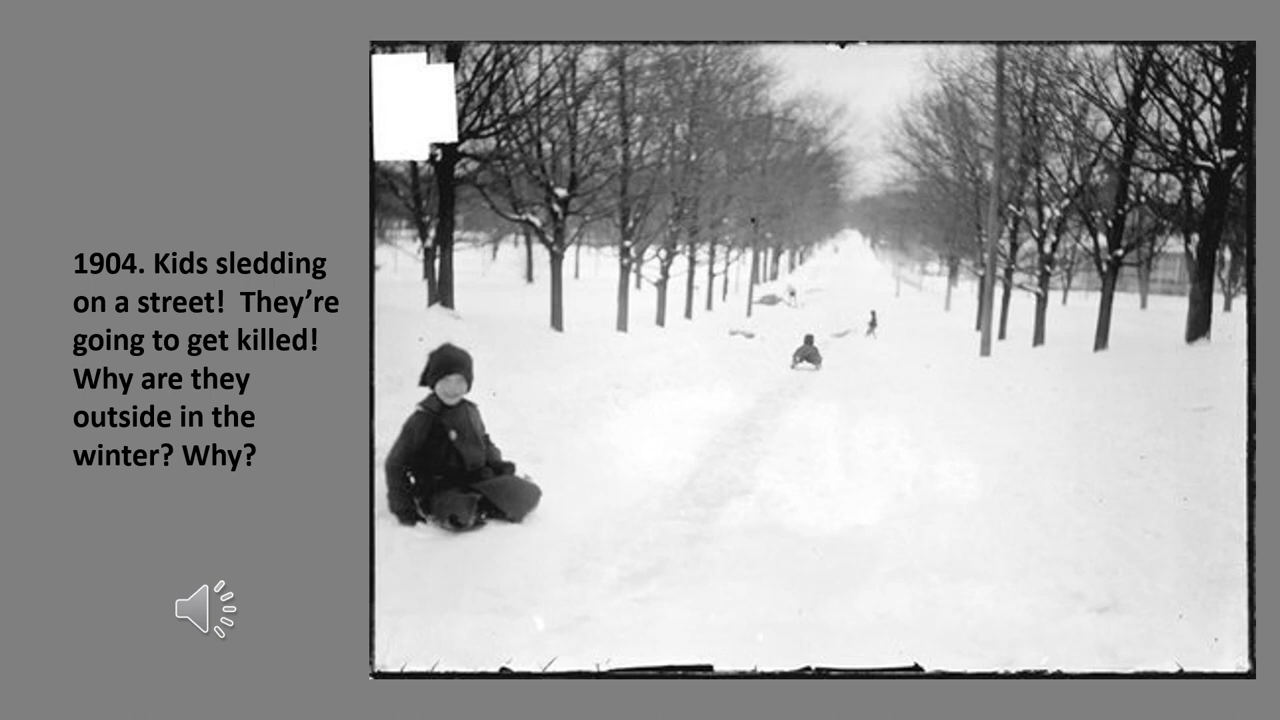 1904. Kids sledding
on a street!  They’re
going to get killed!
Why are they
outside in the
winter? Why?